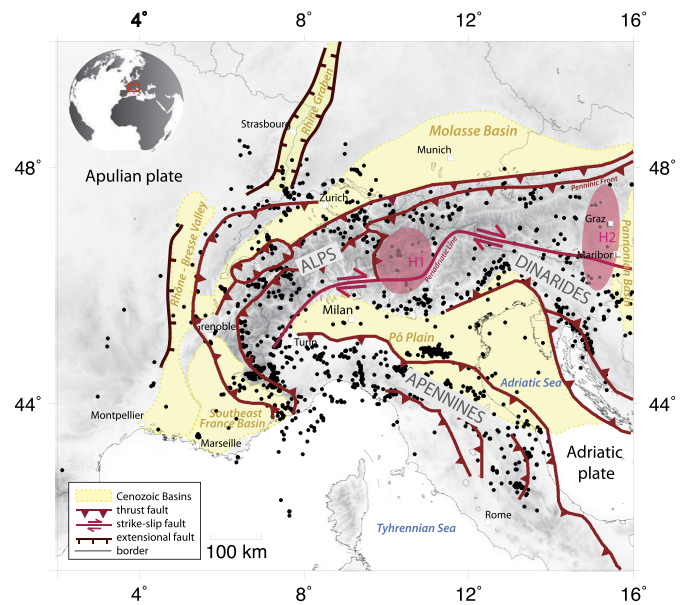 4˚ 8˚ 12˚ 16˚
Strasbourg
Rhine Graben
Molasse Basin
Munich
48˚ 48˚
Apulian plate
Penninic Front
Zurich
Rhône - Bresse Valley
Graz
H2
Pannonian Basin
ALPS
H1
Periadriatic Line
Maribor
DINARIDES
Milan
Grenoble
Turin
Pô Plain
Adriatic Sea
APENNINES
44˚ 44˚
Montpellier
Southeast
France Basin
Marseille
Adriatic
plate
Cenozoic Basins
thrust fault
strike-slip fault
extensional fault
border
100 km
Rome
Tyhrennian Sea
4˚ 8˚ 12˚ 16˚